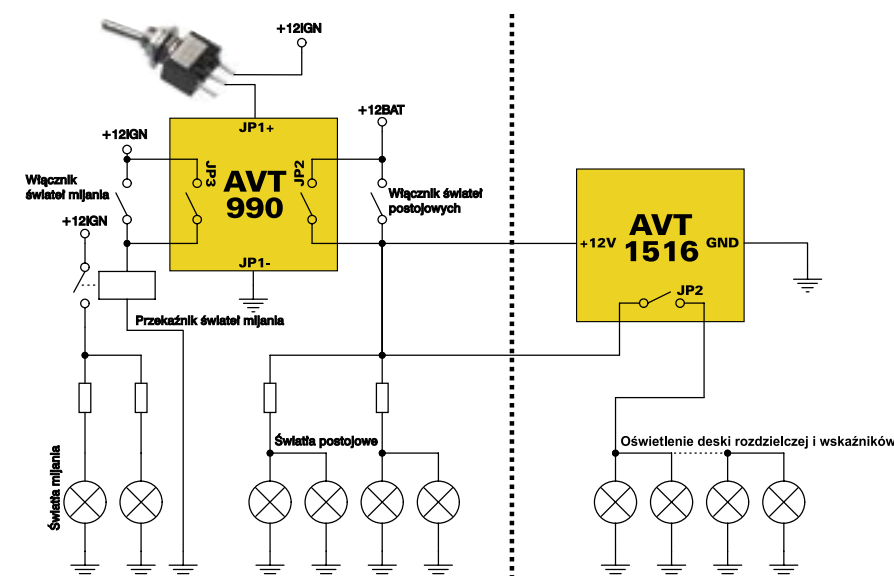 +12IGN
+12BAT
JP1+
+12IGN
JP3
AVT
990
JP2
Włącznik
świateł mijania
Włącznik świateł
postojowych
+12IGN
+12V
AVT
1516
GND
JP1-
JP2
Przekaźnik świateł mijania
Światła postojowe
Oświetlenie deski rozdzielczej i wskaźników
Światła mijania